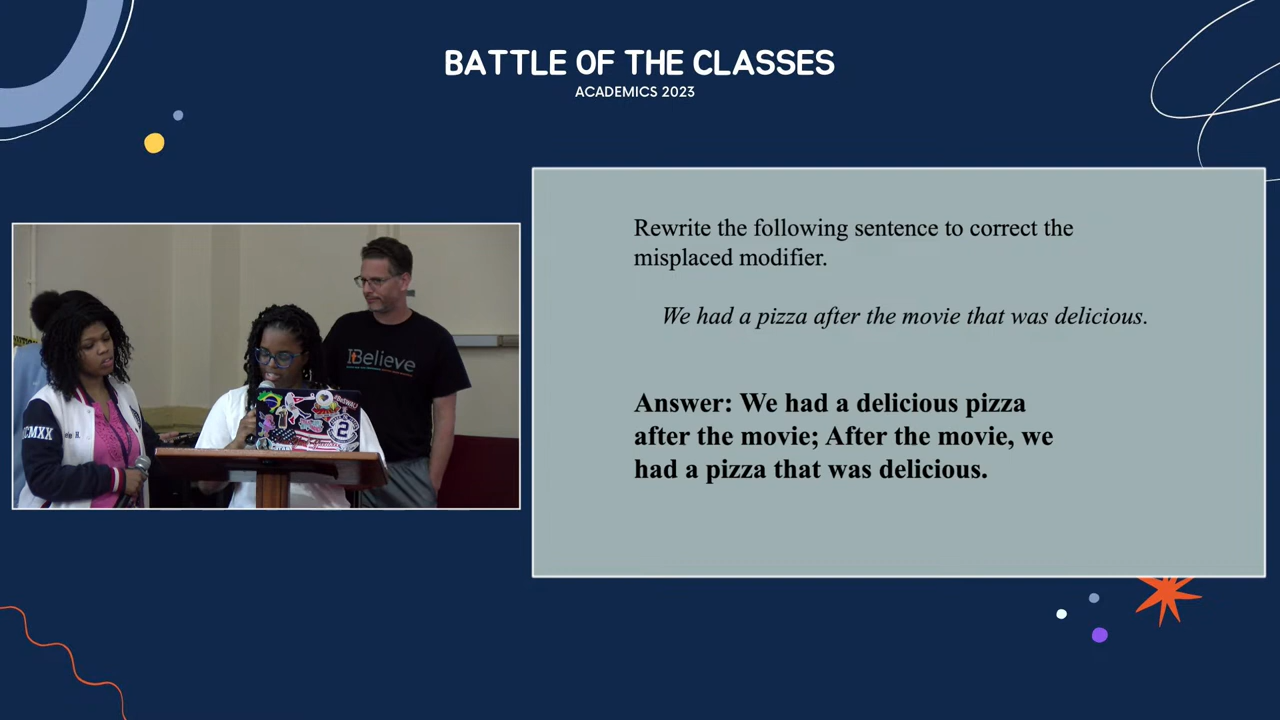 BATTLE OF THE CLASSES
ACADEMICS 2023
Rewrite the following sentence to correct the
misplaced modifier.
We had a pizza after the movie that was delicious.
Answer: We had a delicious pizza
after the movie; After the movie, we
had a pizza that was delicious.
Believe
2